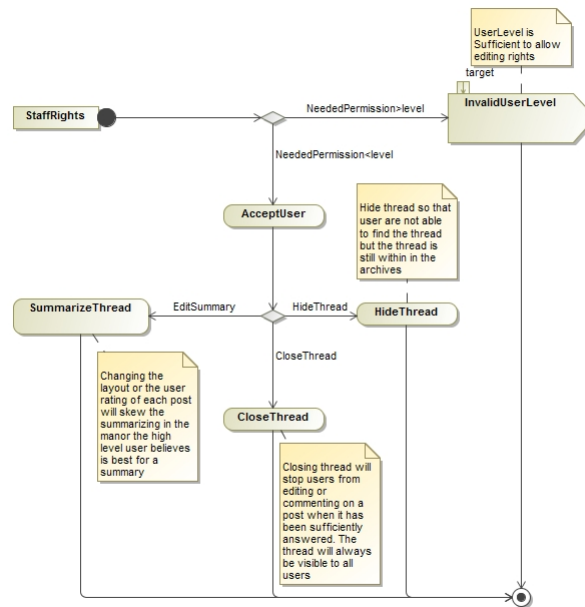 UserLevel is
Sufficient to allow
editing rights
target
StaffRights
NeededPermission>level
InvalidUserLevel
NeededPermission<level
AcceptUser
Hide thread so that
user are not able
to find the thread
but the thread is
still within in the
archives
SummarizeThread
EditSummary
HideThread
HideThread
CloseThread
Changing the
layout or the user
rating of each post
will skew the
summarizing in the
manor the high
level user believes
is best for a
summary
CloseThread
Closing thread will
stop users from
editing or
commenting on a
post when it has
been sufficiently
answered. The
thread will always
be visible to all
users